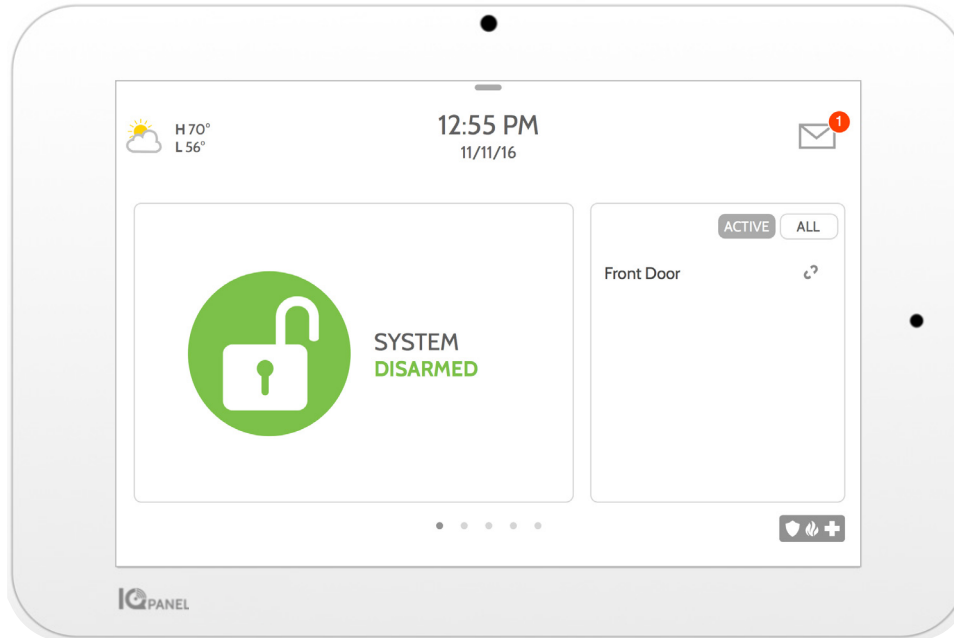 H 70°
L 56°
12:55 PM
11/11/16
1
ACTIVE
ALL
Front Door
SYSTEM
DISARMED
IQ PANEL